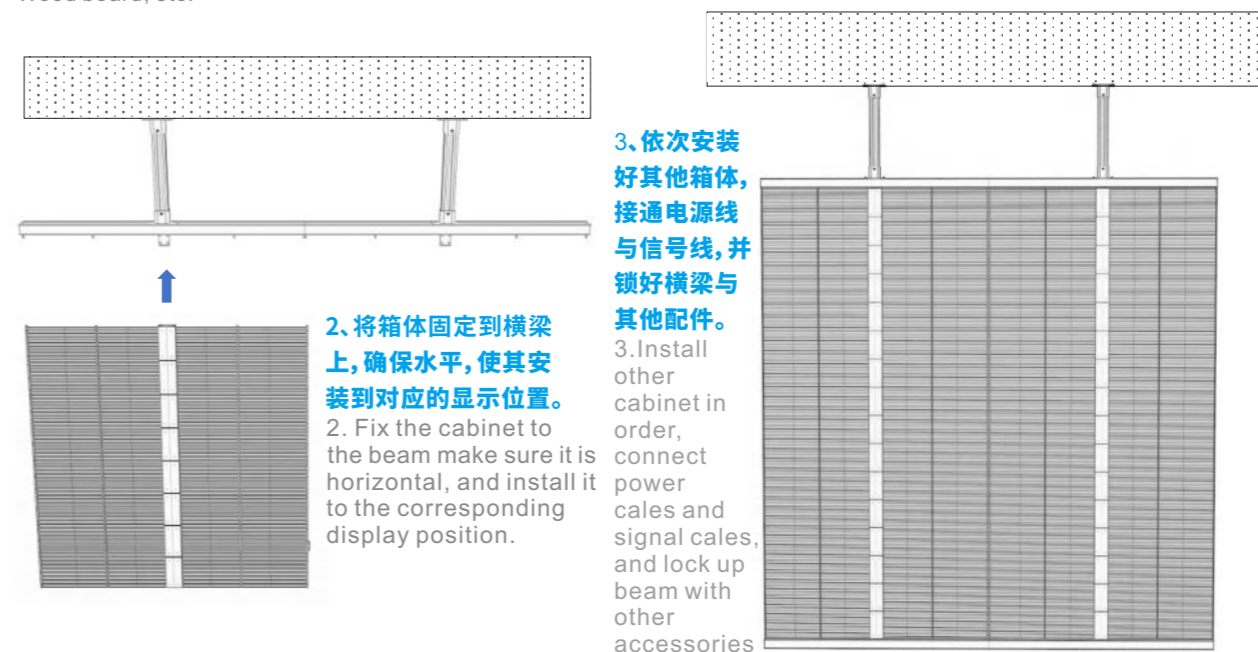 Wood board, etc.
2、将箱体固定到横梁
上，确保水平，使其安
装到对应的显示位置。
2. Fix the cabinet to
the beam make sure it is
horizontal, and install it
to the corresponding
display position.
3、依次安装
好其他箱体，
接通电源线
与信号线，并
锁好横梁与
其他配件。
3.Install
other
cabinet in
order,
connect
power
cales and
signal cales,
and lock up
beam with
other
accessories